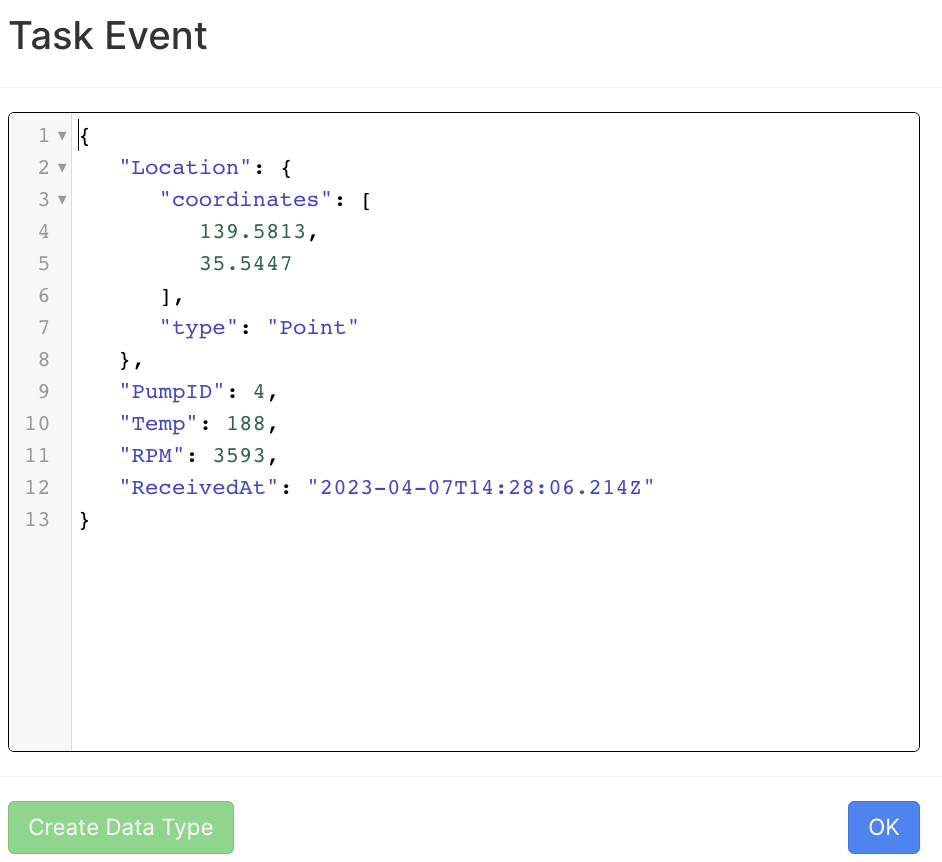 Task Event
1 {
2 "Location": {
3 "coordinates": [
4 139.5813,
5 35.5447
6 ],
7 "type": "Point"
8 },
9 "PumpID": 4,
10 "Temp": 188,
11 "RPM": 3593,
12 "ReceivedAt": "2023-04-07T14:28:06.214Z"
13 }
Create Data Type
OK